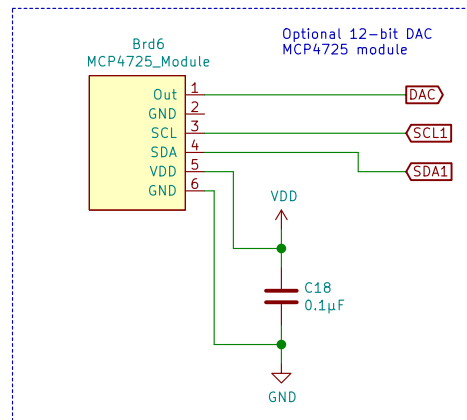 Optional 12-bit DAC
MCP4725 module
Brd6
MCP4725_Module
Out 1
GND 2
SCL 3
SDA 4
VDD 5
GND 6
DAC
SCL1
SDA1
VDD
C18
0.1µF
GND